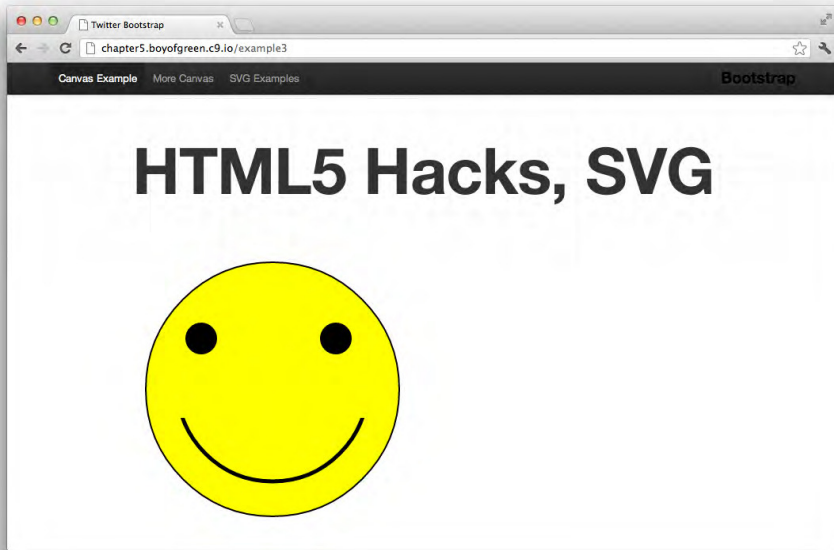 Twitter Bootstrap
chapter5.boyofgreen.c9.io/example3
Canvas Example More Canvas SVG Examples Bootstrap
HTML5 Hacks, SVG